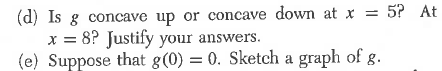 (d) Is g concave up or concave down at x = 5? At
x = 8? Justify your answers.
(e) Suppose that g(0) = 0. Sketch a graph of g.